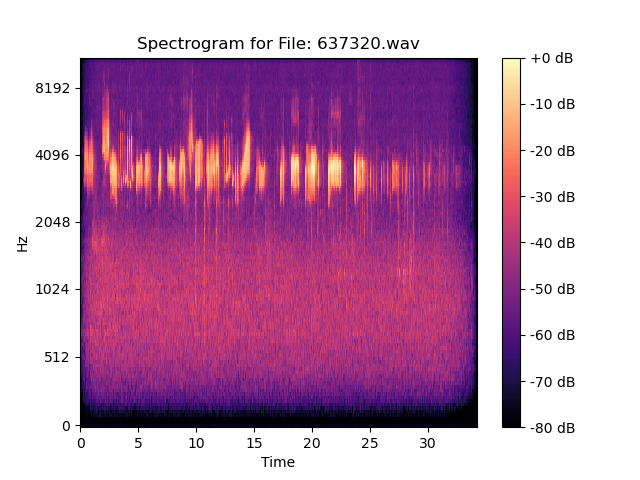 Spectrogram for File: 637320.wav
+0 dB
8192
-10 dB
4096
-20 dB
-30 dB
2048
Hz
-40 dB
1024
-50 dB
512
-60 dB
-70 dB
0
-80 dB
0 5 10 15 20 25 30
Time